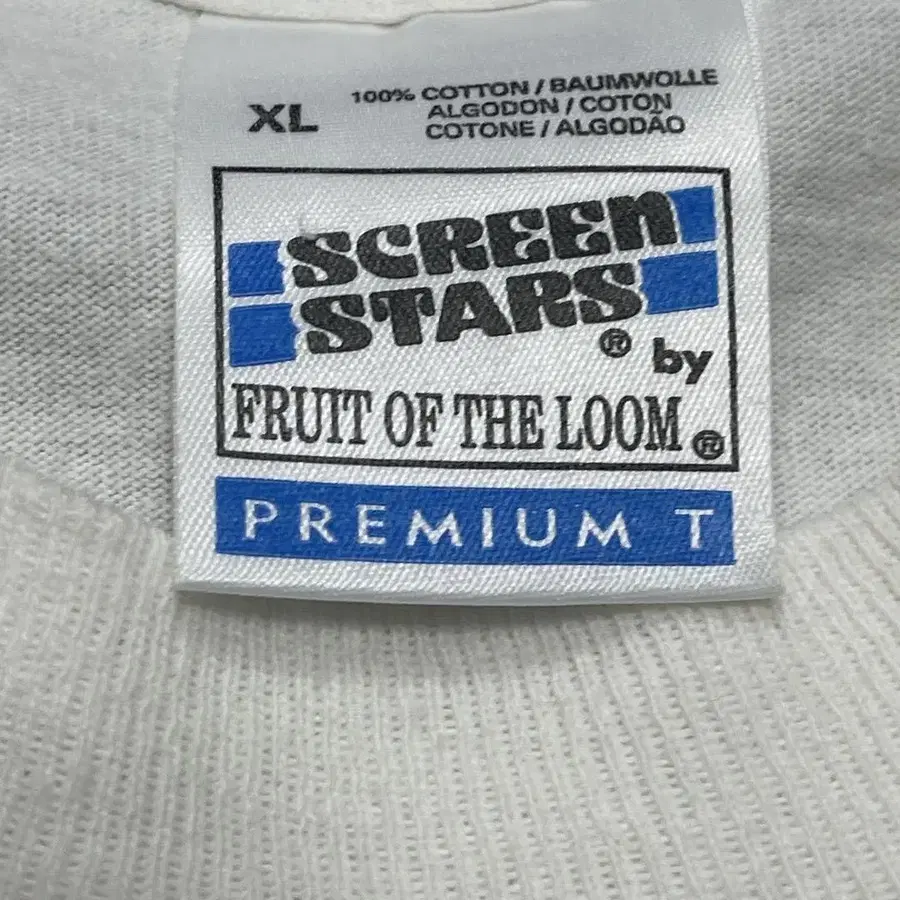 XL
100% COTTON / BAUMWOLLE
ALGODON / COTON
COTONE / ALGODÃO
SCREEN
STARS® by
FRUIT OF THE LOOM®
PREMIUM T